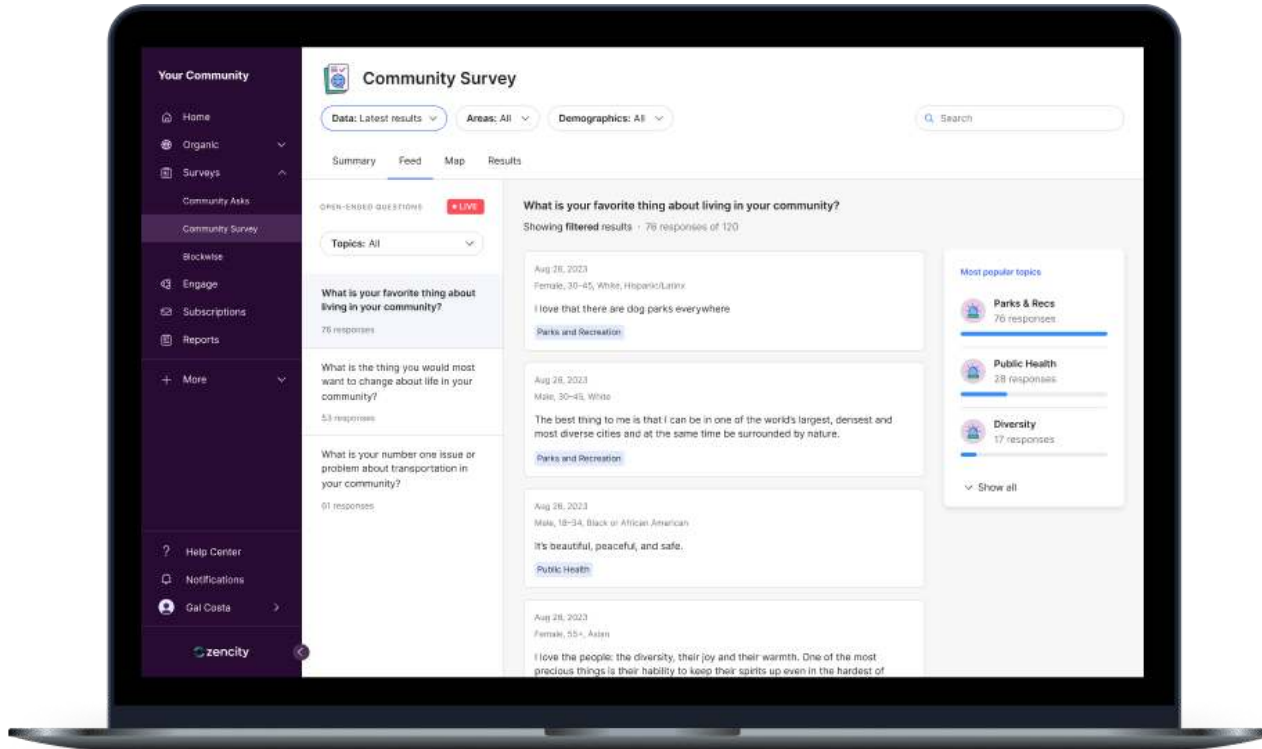 Your Community
Home
Organic
Surveys
Community Asks
Community Survey
Blockwise
Engage
Subscriptions
Reports
More
Help Center
Notifications
Gal Costa
zencity
Community Survey
Data: Latest results
Areas: All
Demographics: All
Search
Summary
Feed
Map
Results
OPEN-ENDED QUESTIONS
LIVE
Topics: All
What is your favorite thing about
living in your community?
76 responses
What is the thing you would most
want to change about life in your
community?
53 responses
What is your number one issue or
problem about transportation in
your community?
61 responses
What is your favorite thing about living in your community?
Showing filtered results · 76 responses of 120
Aug 28, 2023
Female, 30-45, White, Hispanic/Latinx
I love that there are dog parks everywhere
Parks and Recreation
Aug 28, 2023
Male, 30-45, White
The best thing to me is that I can be in one of the world's largest, densest and
most diverse cities and at the same time be surrounded by nature.
Parks and Recreation
Aug 28, 2023
Male, 18-34, Black or African American
It's beautiful, peaceful, and safe.
Public Health
Aug 28, 2023
Female, 55+, Asian
I love the people: the diversity, their joy and their warmth. One of the most
precious things is their hability to keep their spirits up even in the hardest of
Most popular topics
Parks & Recs
76 responses
Public Health
28 responses
Diversity
17 responses
Show all